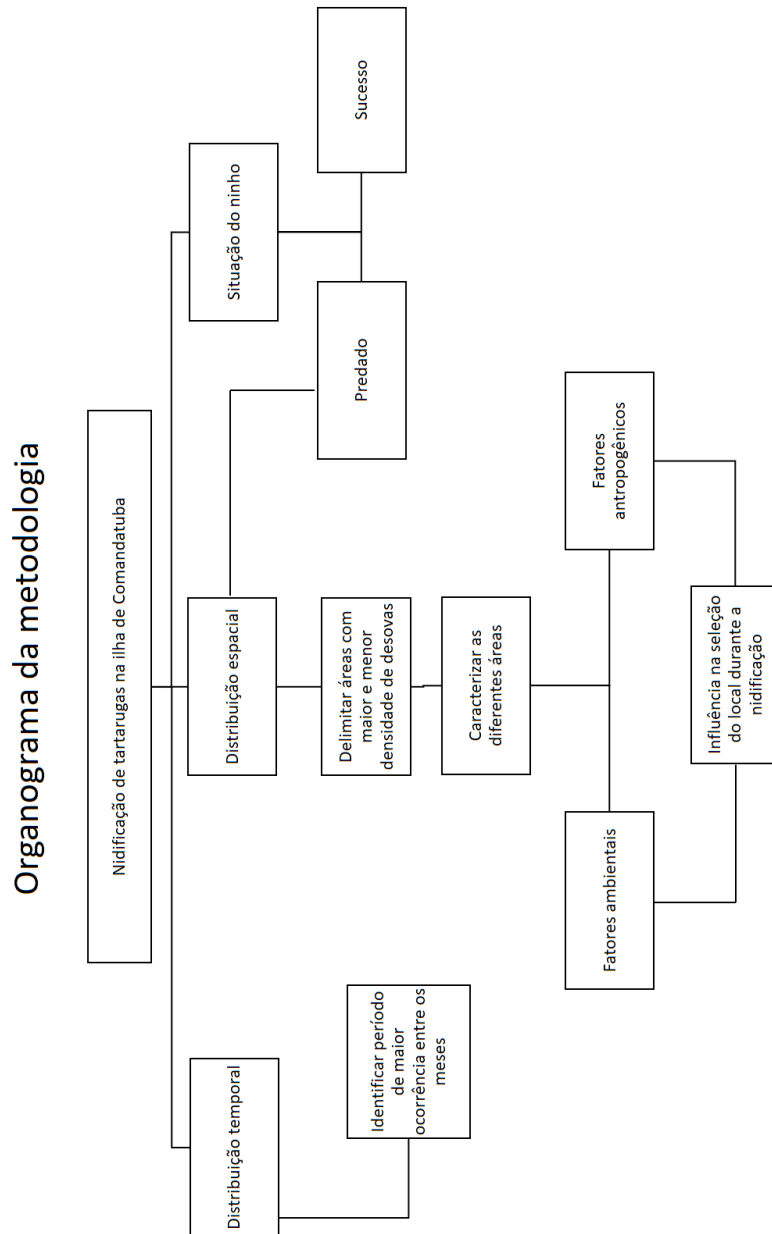 Organograma da metodologia
Nidificação de tartarugas na ilha de Comandatuba
Distribuição temporal
Distribuição espacial
Situação do ninho
Identificar período
de maior
ocorrência entre os
meses
Delimitar áreas com
maior e menor
densidade de desovas
Predado
Sucesso
Caracterizar as
diferentes áreas
Fatores ambientais
Fatores
antropogênicos
Influência na seleção
do local durante a
nidificação